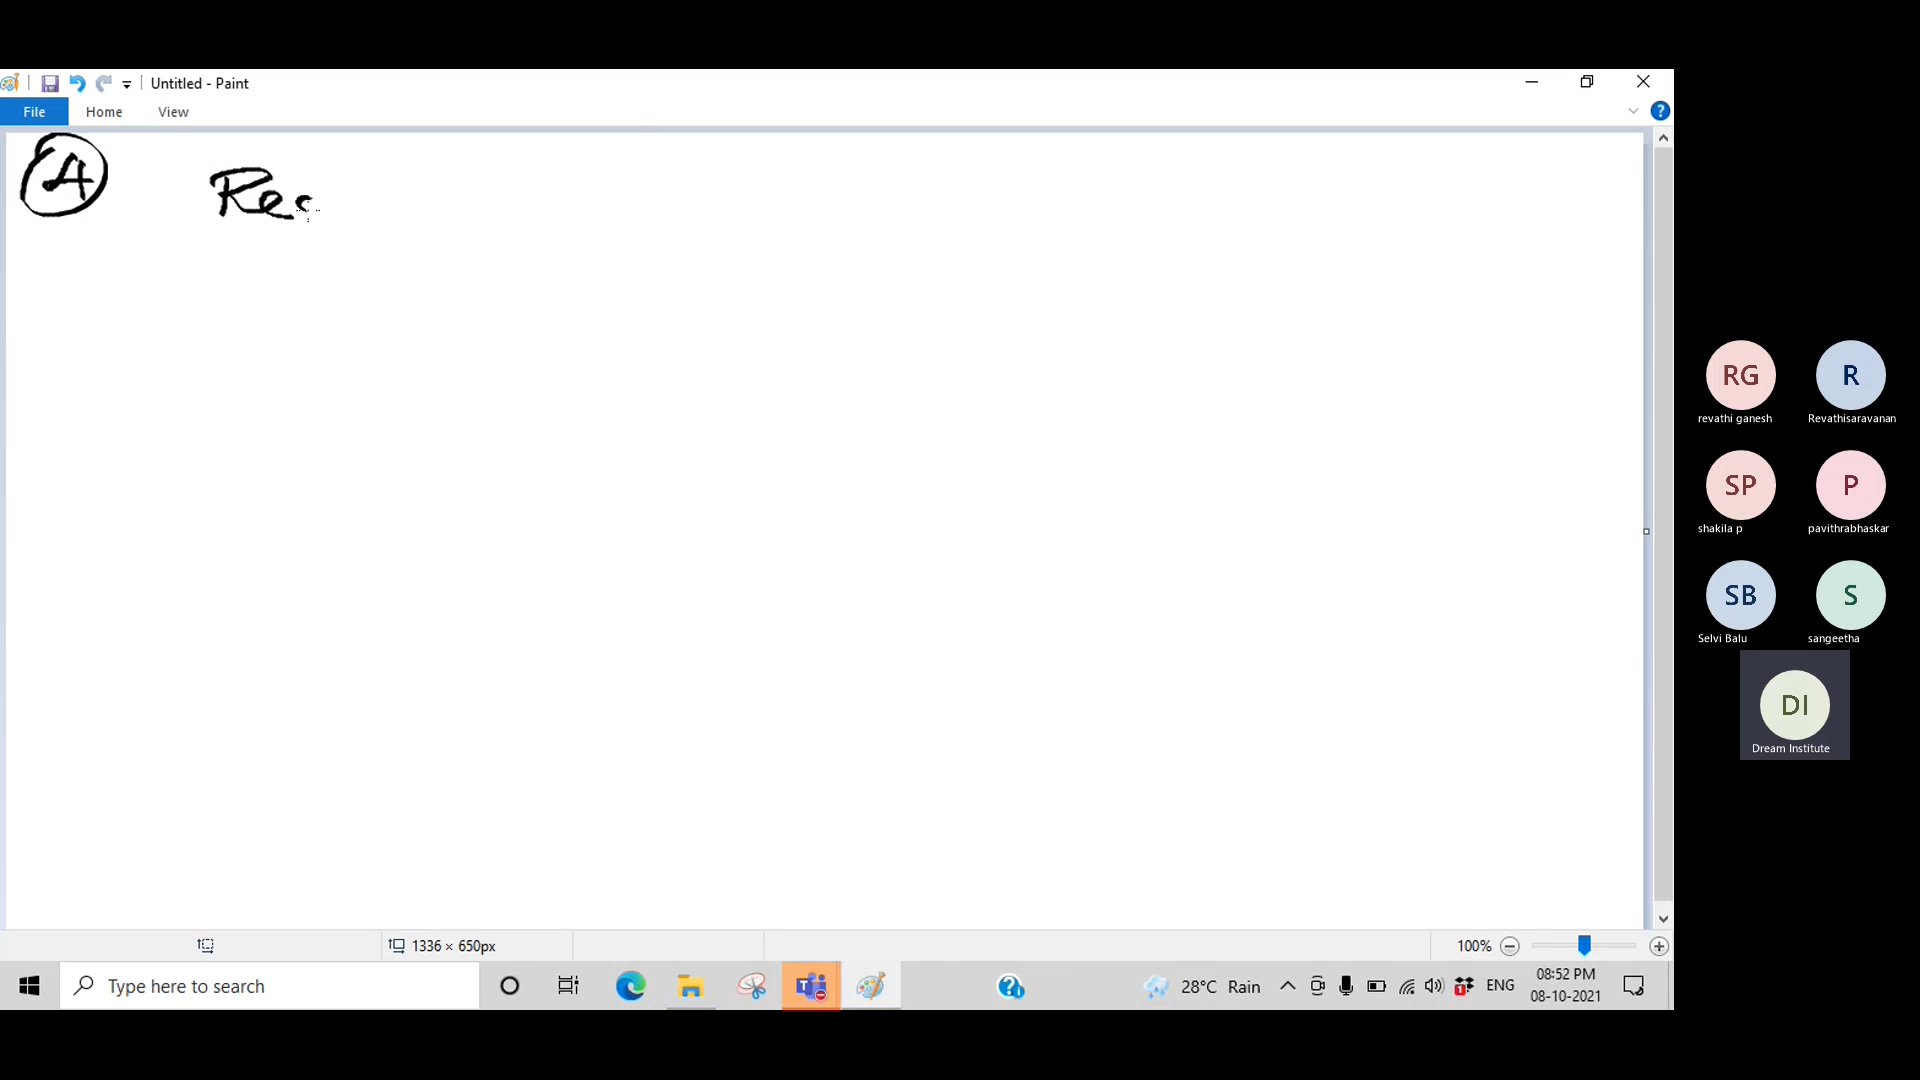 Untitled - Paint
File Home View
4
RG R
revathi ganesh Revathisaravanan
SP P
shakila p pavithrabhaskar
SB S
Selvi Balu sangeetha
DI
Dream Institute
1336 × 650px 100%
Type here to search 28°C Rain ENG 08:52 PM
08-10-2021